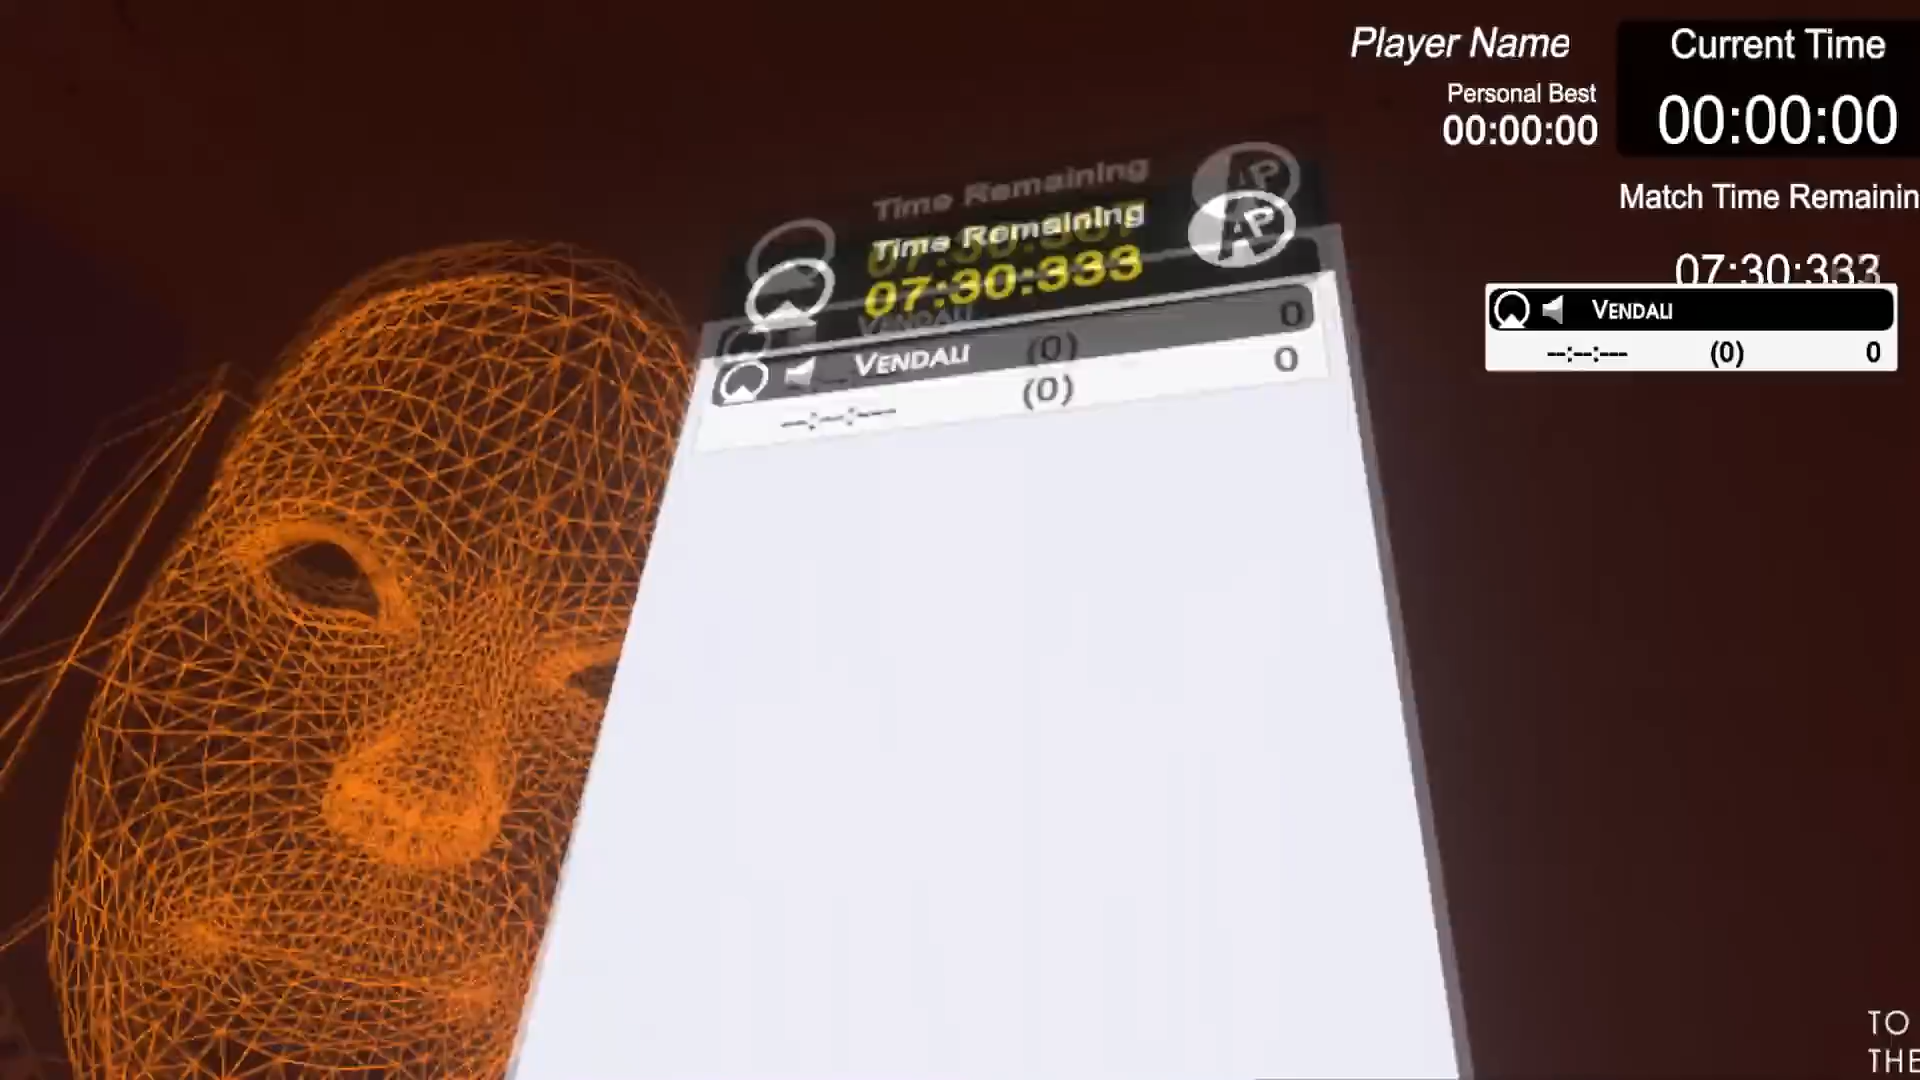 Player Name
Current Time
Personal Best
00:00:00
00:00:00
Match Time Remainin
07:30:333
VENDALI
--:--:---
(0)
0
Time Remaining
AP
Time Remaining
AP
07:30:333
VENDALI
0
(0)
VENDALI
0
--:--:---
(0)
TO
THE